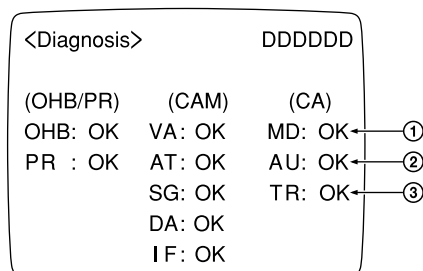 <Diagnosis> DDDDDD
(OHB/PR) (CAM) (CA)
OHB: OK VA: OK MD: OK ①
PR : OK AT: OK AU: OK ②
SG: OK TR: OK ③
DA: OK
IF: OK